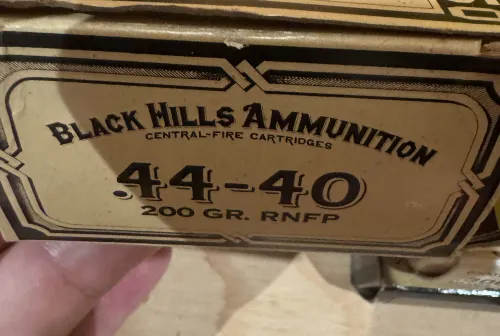 BLACK HILLS AMMUNITION
CENTRAL-FIRE CARTRIDGES
.44-40
200 GR. RNFP